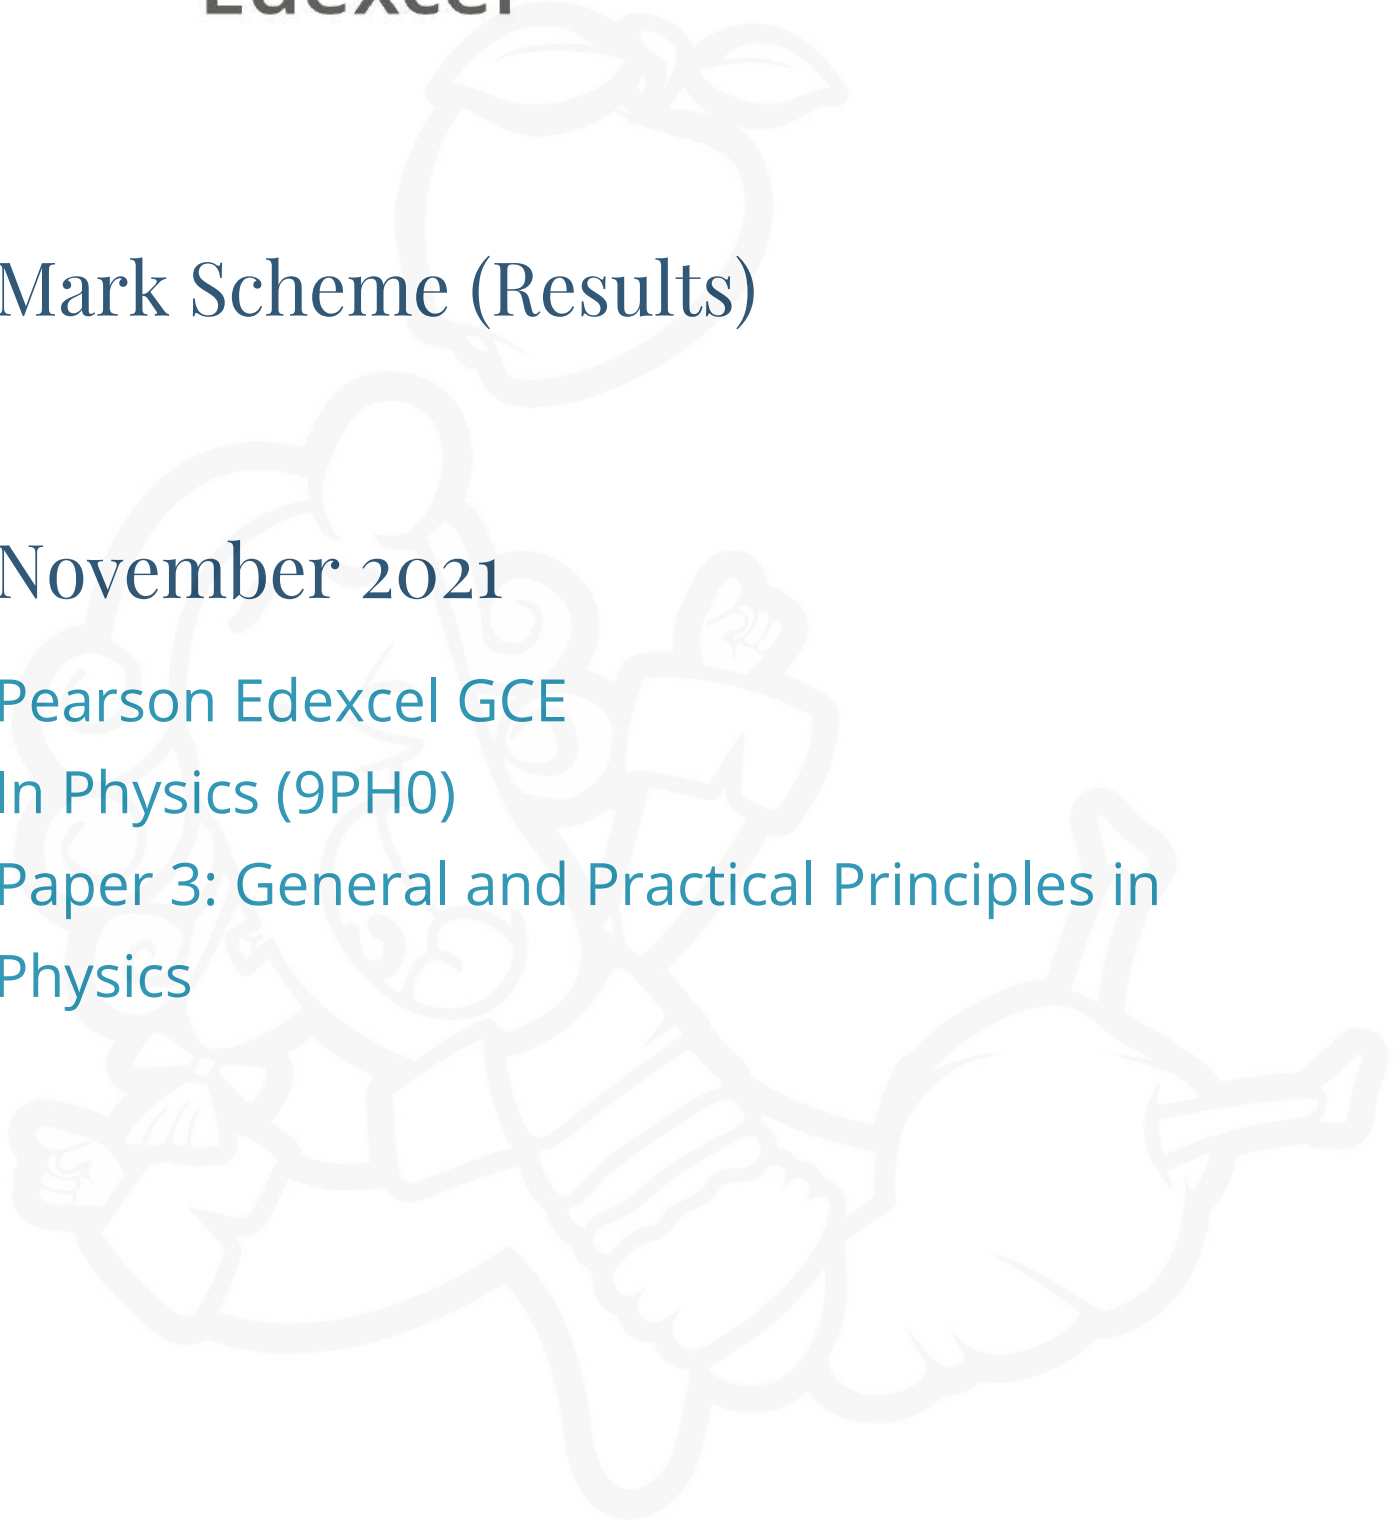 Edexcel
Mark Scheme (Results)
November 2021
Pearson Edexcel GCE
In Physics (9PH0)
Paper 3: General and Practical Principles in
Physics